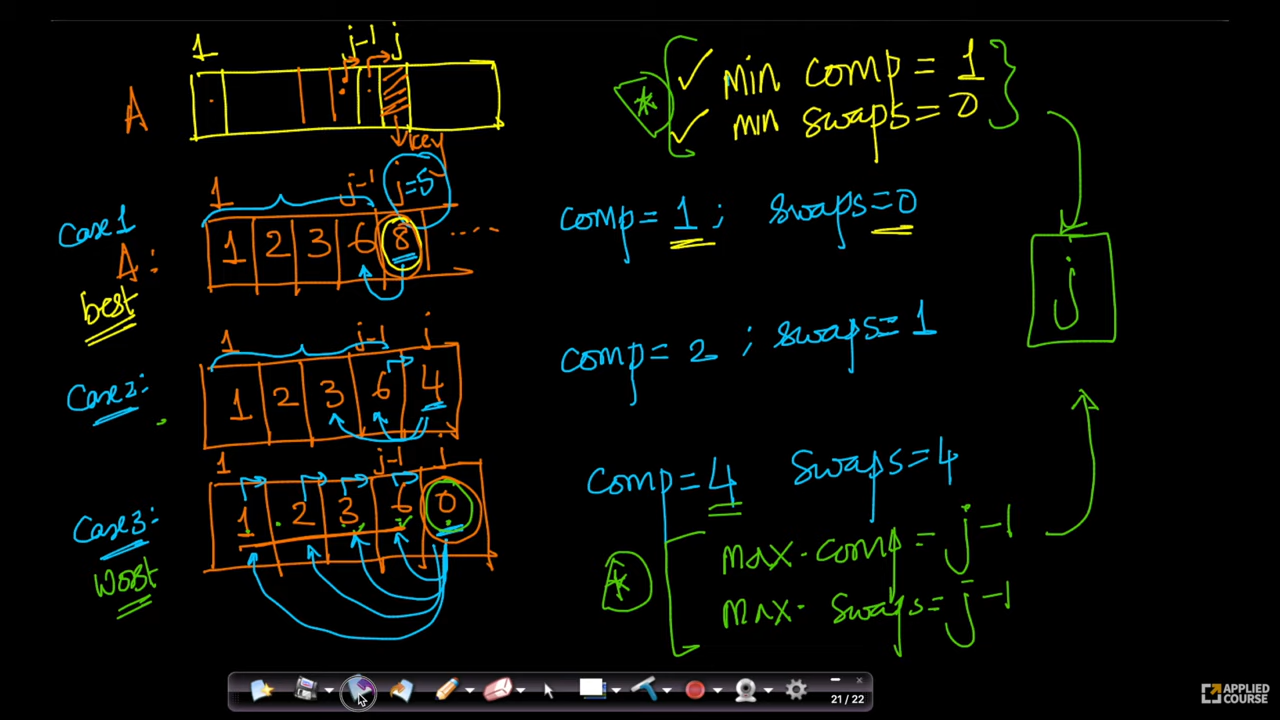 1 j-1 j
A
key
min comp = 1
min swaps = 0
*
1 j-1 j=5
Case 1
A: 1 2 3 6 8 ....
best
comp = 1 ; swaps = 0
j
1 j-1 j
Case 2: 1 2 3 6 4
comp = 2 ; swaps = 1
1 j-1 j
Case 3: 1 2 3 6 0
worst
comp = 4 swaps = 4
*
max. comp = j-1
max. swaps = j-1
21 / 22
APPLIED
COURSE